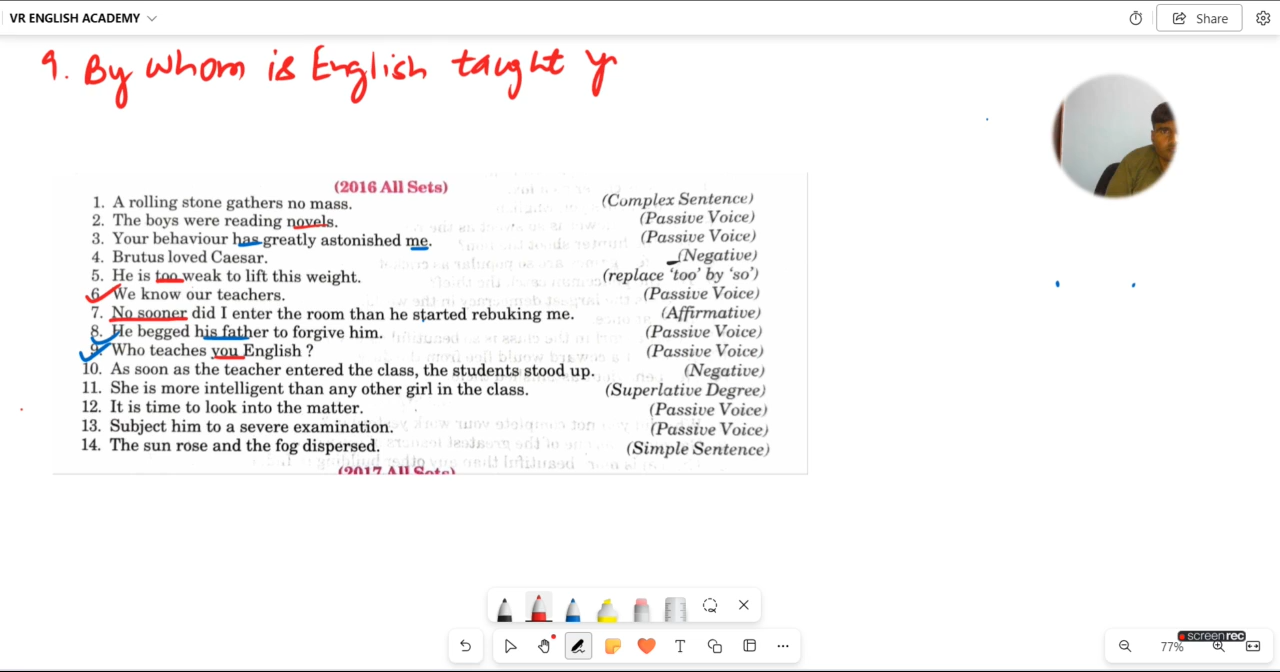 VR ENGLISH ACADEMY
Share
9. By whom is English taught y
(2016 All Sets)
1. A rolling stone gathers no mass. (Complex Sentence)
2. The boys were reading novels. (Passive Voice)
3. Your behaviour has greatly astonished me. (Passive Voice)
4. Brutus loved Caesar. (Negative)
5. He is too weak to lift this weight. (replace 'too' by 'so')
6. We know our teachers. (Passive Voice)
7. No sooner did I enter the room than he started rebuking me. (Affirmative)
8. He begged his father to forgive him. (Passive Voice)
9. Who teaches you English ? (Passive Voice)
10. As soon as the teacher entered the class, the students stood up. (Negative)
11. She is more intelligent than any other girl in the class. (Superlative Degree)
12. It is time to look into the matter. (Passive Voice)
13. Subject him to a severe examination. (Passive Voice)
14. The sun rose and the fog dispersed. (Simple Sentence)
(2017 All Sets)
screenrec
77%